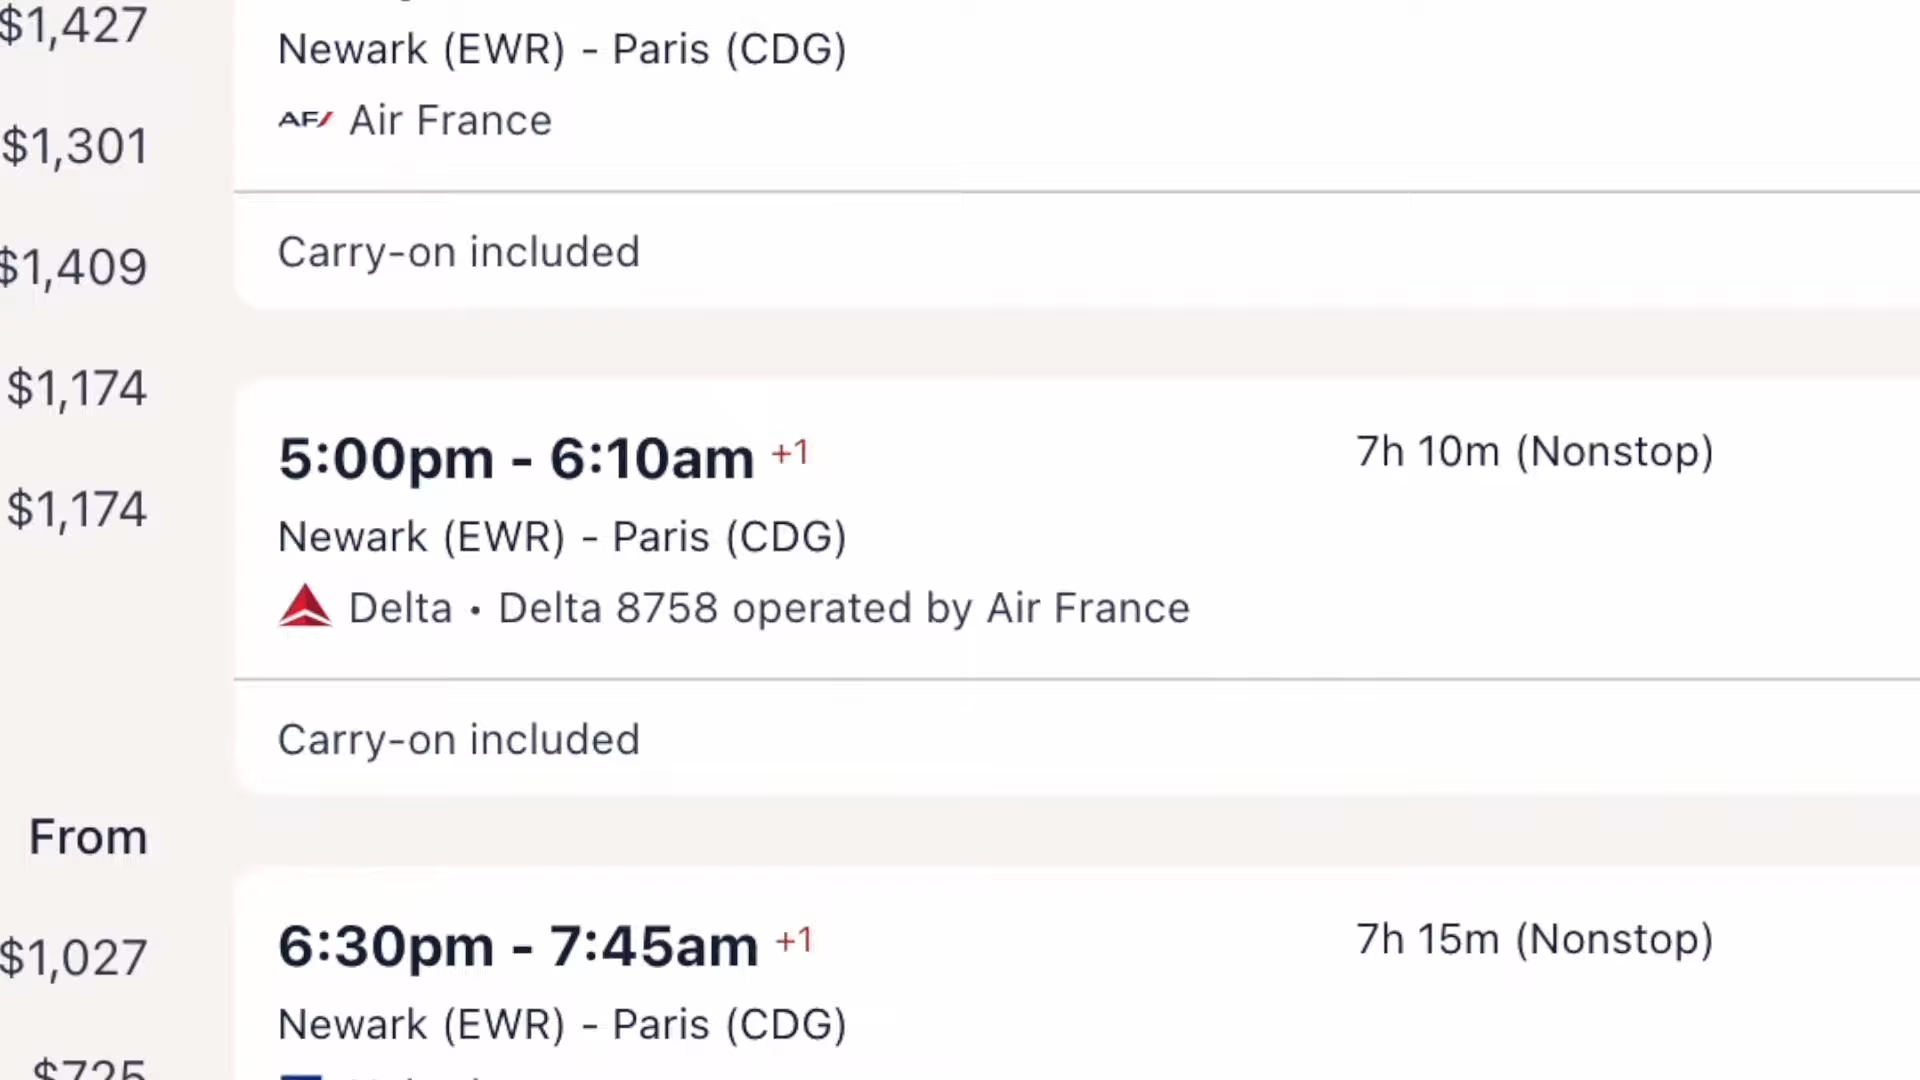 $1,427
$1,301
$1,409
$1,174
$1,174
From
$1,027
$725
Newark (EWR) - Paris (CDG)
AF Air France
Carry-on included
5:00pm - 6:10am +1
7h 10m (Nonstop)
Newark (EWR) - Paris (CDG)
Delta • Delta 8758 operated by Air France
Carry-on included
6:30pm - 7:45am +1
7h 15m (Nonstop)
Newark (EWR) - Paris (CDG)